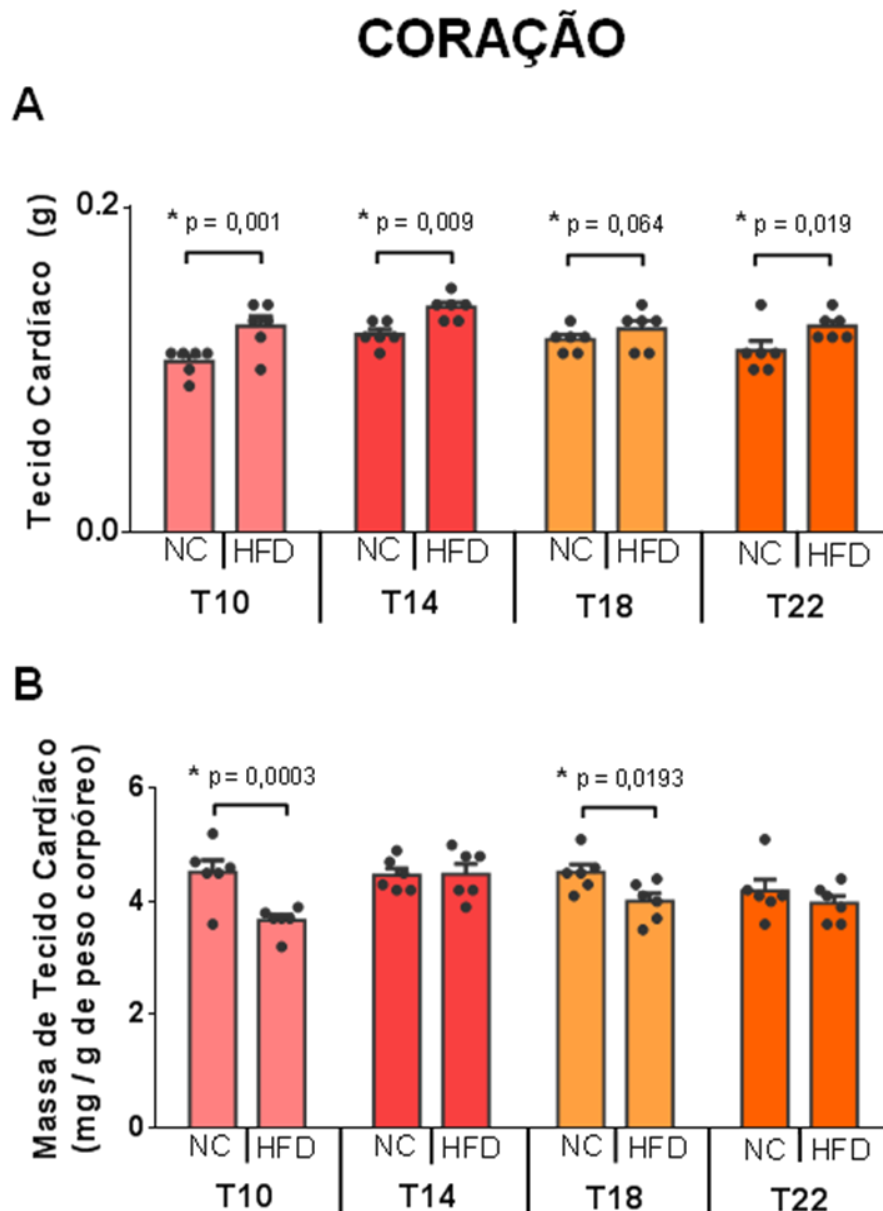 CORAÇÃO
A
Tecido Cardíaco (g)
0.2
0.0
* p = 0,001
* p = 0,009
* p = 0,064
* p = 0,019
NC HFD NC HFD NC HFD NC HFD
T10 T14 T18 T22
B
Massa de Tecido Cardíaco
(mg / g de peso corpóreo)
6
4
2
0
* p = 0,0003
* p = 0,0193
NC HFD NC HFD NC HFD NC HFD
T10 T14 T18 T22